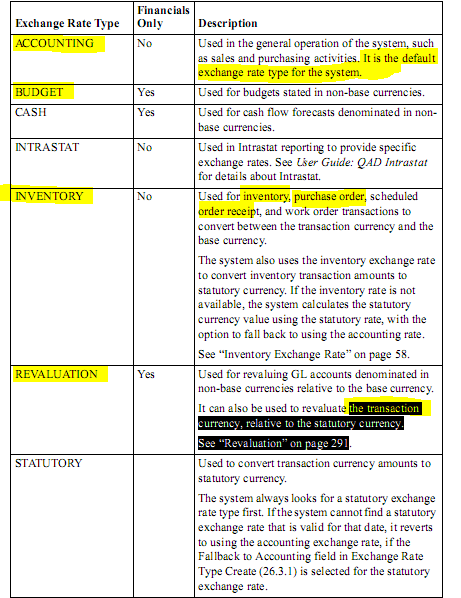 Exchange Rate Type
Financials
Only
Description
ACCOUNTING
No
Used in the general operation of the system, such
as sales and purchasing activities. It is the default
exchange rate type for the system.
BUDGET
Yes
Used for budgets stated in non-base currencies.
CASH
Yes
Used for cash flow forecasts denominated in non-
base currencies.
INTRASTAT
No
Used in Intrastat reporting to provide specific
exchange rates. See User Guide: QAD Intrastat
for details about Intrastat.
INVENTORY
No
Used for inventory, purchase order, scheduled
order receipt, and work order transactions to
convert between the transaction currency and the
base currency.
The system also uses the inventory exchange rate
to convert inventory transaction amounts to
statutory currency. If the inventory rate is not
available, the system calculates the statutory
currency value using the statutory rate, with the
option to fall back to using the accounting rate.
See “Inventory Exchange Rate” on page 58.
REVALUATION
Yes
Used for revaluing GL accounts denominated in
non-base currencies relative to the base currency.
It can also be used to revaluate the transaction
currency, relative to the statutory currency.
See “Revaluation” on page 291.
STATUTORY
Used to convert transaction currency amounts to
statutory currency.
The system always looks for a statutory exchange
rate type first. If the system cannot find a statutory
exchange rate that is valid for that date, it reverts
to using the accounting exchange rate, if the
Fallback to Accounting field in Exchange Rate
Type Create (26.3.1) is selected for the statutory
exchange rate.